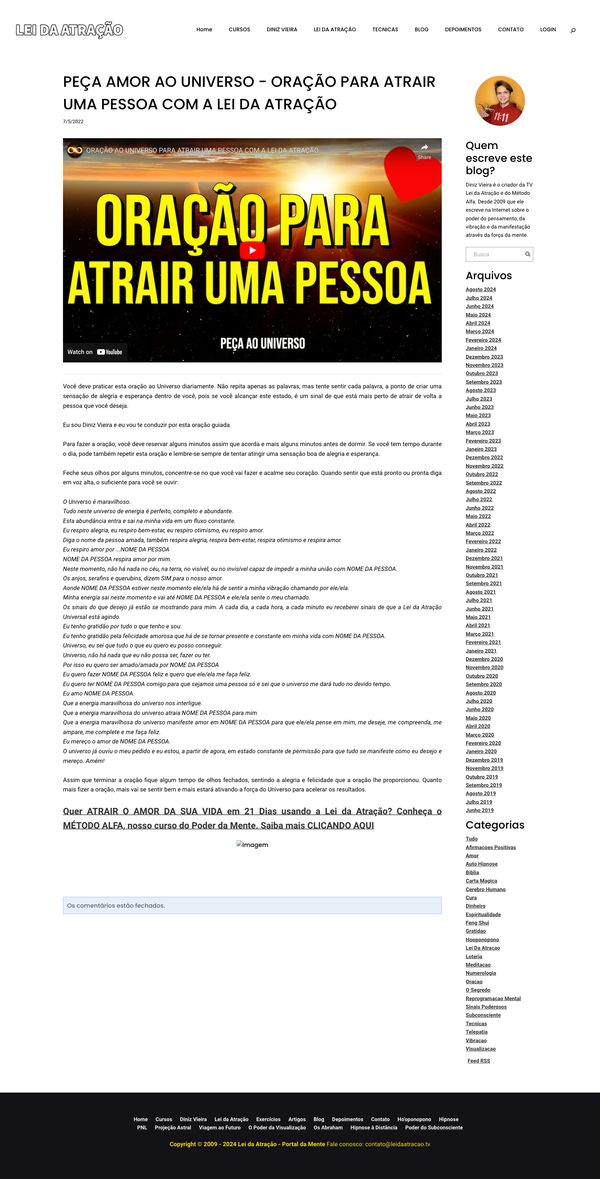 LEI DA ATRAÇÃO
Home CURSOS DINIZ VIEIRA LEI DA ATRAÇÃO TECNICAS BLOG DEPOIMENTOS CONTATO LOGIN
PEÇA AMOR AO UNIVERSO - ORAÇÃO PARA ATRAIR
UMA PESSOA COM A LEI DA ATRAÇÃO
7/5/2022
ORAÇÃO AO UNIVERSO PARA ATRAIR UMA PESSOA COM A LEI DA ATRAÇÃO
Share
ORAÇÃO PARA
ATRAIR UMA PESSOA
PEÇA AO UNIVERSO
Watch on YouTube
Você deve praticar esta oração ao Universo diariamente. Não repita apenas as palavras, mas tente sentir cada palavra, a ponto de criar uma
sensação de alegria e esperança dentro de você, pois se você alcançar este estado, é um sinal de que está mais perto de atrair de volta a
pessoa que você deseja.
Eu sou Diniz Vieira e eu vou te conduzir por esta oração guiada.
Para fazer a oração, você deve reservar alguns minutos assim que acorda e mais alguns minutos antes de dormir. Se você tem tempo durante
o dia, pode também repetir esta oração e lembre-se sempre de tentar atingir uma sensação boa de alegria e esperança.
Feche seus olhos por alguns minutos, concentre-se no que você vai fazer e acalme seu coração. Quando sentir que está pronto ou pronta diga
em voz alta, o suficiente para você se ouvir:
O Universo é maravilhoso.
Tudo neste universo de energia é perfeito, completo e abundante.
Esta abundância entra e sai na minha vida em um fluxo constante.
Eu respiro alegria, eu respiro bem-estar, eu respiro otimismo, eu respiro amor.
Diga o nome da pessoa amada, também respira alegria, respira bem-estar, respira otimismo e respira amor.
Eu respiro amor por ...NOME DA PESSOA
NOME DA PESSOA respira amor por mim.
Neste momento, não há nada no céu, na terra, no visível, ou no invisível capaz de impedir a minha união com NOME DA PESSOA.
Os anjos, serafins e querubins, dizem SIM para o nosso amor.
Aonde NOME DA PESSOA estiver neste momento ele/ela há de sentir a minha vibração chamando por ele/ela.
Minha energia sai neste momento e vai até NOME DA PESSOA e ele/ela sente o meu chamado.
Os sinais do que desejo já estão se mostrando para mim. A cada dia, a cada hora, a cada minuto eu receberei sinais de que a Lei da Atração
Universal está agindo.
Eu tenho gratidão por tudo o que tenho e sou.
Eu tenho gratidão pela felicidade amorosa que há de se tornar presente e constante em minha vida com NOME DA PESSOA.
Universo, eu sei que tudo o que eu quero eu posso conseguir.
Universo, não há nada que eu não possa ser, fazer ou ter.
Por isso eu quero ser amado/amada por NOME DA PESSOA.
Eu quero fazer NOME DA PESSOA feliz e quero que ele/ela me faça feliz.
Eu quero ter NOME DA PESSOA comigo para que sejamos uma pessoa só e sei que o universo me dará tudo no devido tempo.
Eu amo NOME DA PESSOA.
Que a energia maravilhosa do universo nos interligue.
Que a energia maravilhosa do universo atraia NOME DA PESSOA para mim
Que a energia maravilhosa do universo manifeste amor em NOME DA PESSOA para que ele/ela pense em mim, me deseje, me compreenda, me
ampare, me complete e me faça feliz.
Eu mereço o amor de NOME DA PESSOA.
O universo já ouviu o meu pedido e eu estou, a partir de agora, em estado constante de permissão para que tudo se manifeste como eu desejo e
mereço. Amém!
Assim que terminar a oração fique algum tempo de olhos fechados, sentindo a alegria e felicidade que a oração lhe proporcionou. Quanto
mais fizer a oração, mais vai se sentir bem e mais estará ativando a força do Universo para acelerar os resultados.
Quer ATRAIR O AMOR DA SUA VIDA em 21 Dias usando a Lei da Atração? Conheça o
MÉTODO ALFA, nosso curso do Poder da Mente. Saiba mais CLICANDO AQUI
Imagem
Os comentários estão fechados.
11:11
Quem
escreve este
blog?
Diniz Vieira é o criador da TV
Lei da Atração e do Método
Alfa. Desde 2009 que ele
escreve na Internet sobre o
poder do pensamento, da
vibração e da manifestação
através da força da mente.
Busca
Arquivos
Agosto 2024
Julho 2024
Junho 2024
Maio 2024
Abril 2024
Março 2024
Fevereiro 2024
Janeiro 2024
Dezembro 2023
Novembro 2023
Outubro 2023
Setembro 2023
Agosto 2023
Julho 2023
Junho 2023
Maio 2023
Abril 2023
Março 2023
Fevereiro 2023
Janeiro 2023
Dezembro 2022
Novembro 2022
Outubro 2022
Setembro 2022
Agosto 2022
Julho 2022
Junho 2022
Maio 2022
Abril 2022
Março 2022
Fevereiro 2022
Janeiro 2022
Dezembro 2021
Novembro 2021
Outubro 2021
Setembro 2021
Agosto 2021
Julho 2021
Junho 2021
Maio 2021
Abril 2021
Março 2021
Fevereiro 2021
Janeiro 2021
Dezembro 2020
Novembro 2020
Outubro 2020
Setembro 2020
Agosto 2020
Julho 2020
Junho 2020
Maio 2020
Abril 2020
Março 2020
Fevereiro 2020
Janeiro 2020
Dezembro 2019
Novembro 2019
Outubro 2019
Setembro 2019
Agosto 2019
Julho 2019
Junho 2019
Categorias
Tudo
Afirmacoes Positivas
Amor
Auto Hipnose
Biblia
Carta Magica
Cerebro Humano
Cura
Dinheiro
Espiritualidade
Feng Shui
Gratidao
Hooponopono
Lei Da Atracao
Loteria
Meditacao
Numerologia
Oracao
O Segredo
Reprogramacao Mental
Sinais Poderosos
Subconsciente
Tecnicas
Telepatia
Vibracao
Visualizacao
Feed RSS
Home Cursos Diniz Vieira Lei da Atração Exercícios Artigos Blog Depoimentos Contato Ho'oponopono Hipnose
PNL Projeção Astral Viagem ao Futuro O Poder da Visualização Os Abraham Hipnose à Distância Poder do Subconsciente
Copyright © 2009 - 2024 Lei da Atração - Portal da Mente Fale conosco: contato@leidaatracao.tv